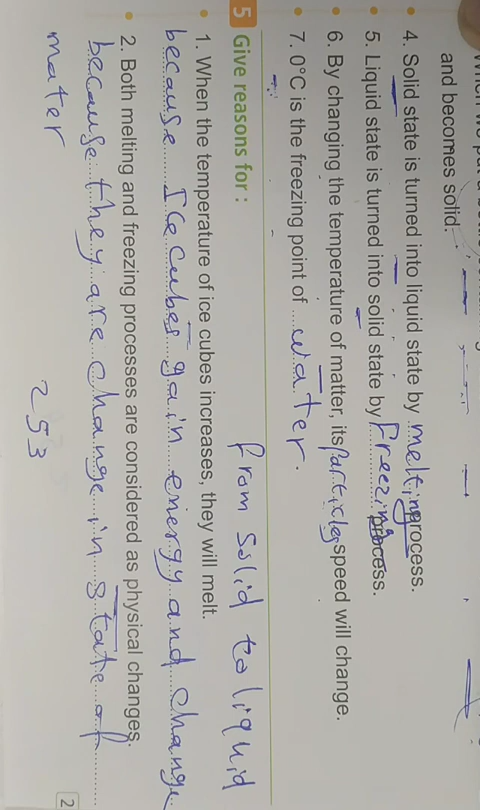 and becomes solid.
4. Solid state is turned into liquid state by melting process.
5. Liquid state is turned into solid state by Freezing process.
6. By changing the temperature of matter, its particles speed will change.
7. 0°C is the freezing point of water.
5 Give reasons for :
from solid to liquid
1. When the temperature of ice cubes increases, they will melt.
because Ice cubes gain energy and change
2. Both melting and freezing processes are considered as physical changes.
because they are change in state of
mater
253
2